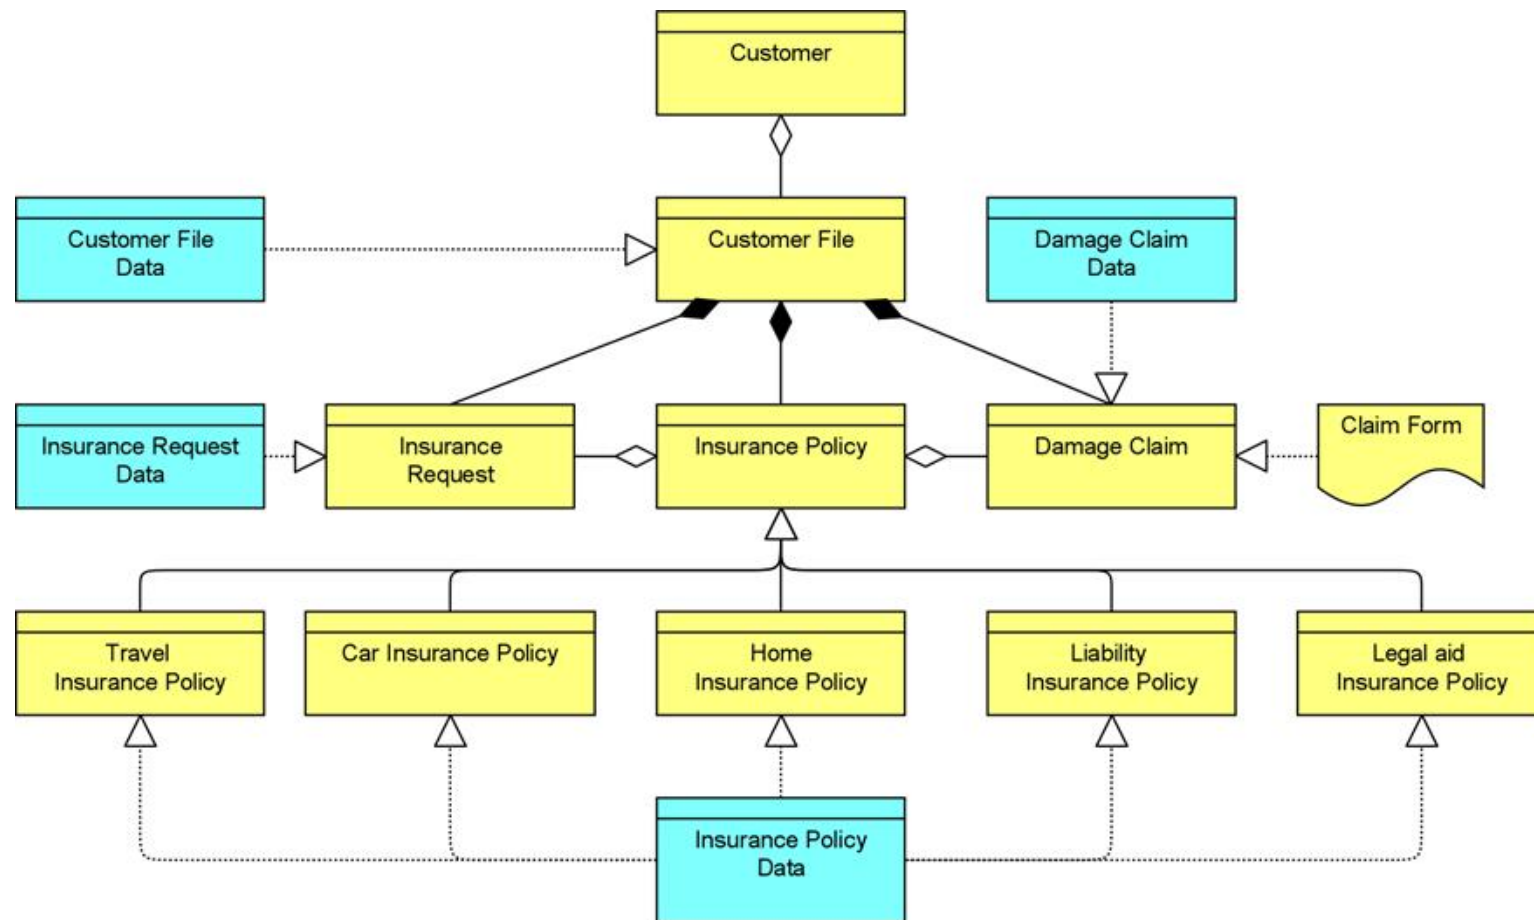 Customer
Customer File
Data
Customer File
Damage Claim
Data
Insurance Request
Data
Insurance
Request
Insurance Policy
Damage Claim
Claim Form
Travel
Insurance Policy
Car Insurance Policy
Home
Insurance Policy
Liability
Insurance Policy
Legal aid
Insurance Policy
Insurance Policy
Data